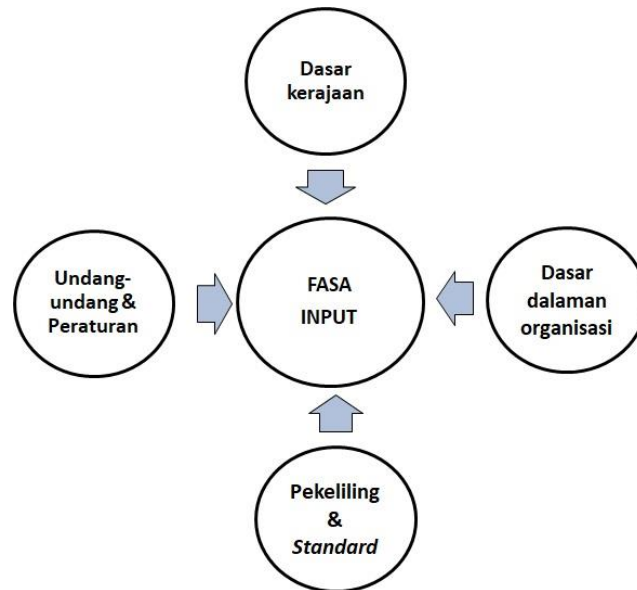 Dasar
kerajaan
Undang-
undang &
Peraturan
FASA
INPUT
Dasar
dalaman
organisasi
Pekeliling
&
Standard